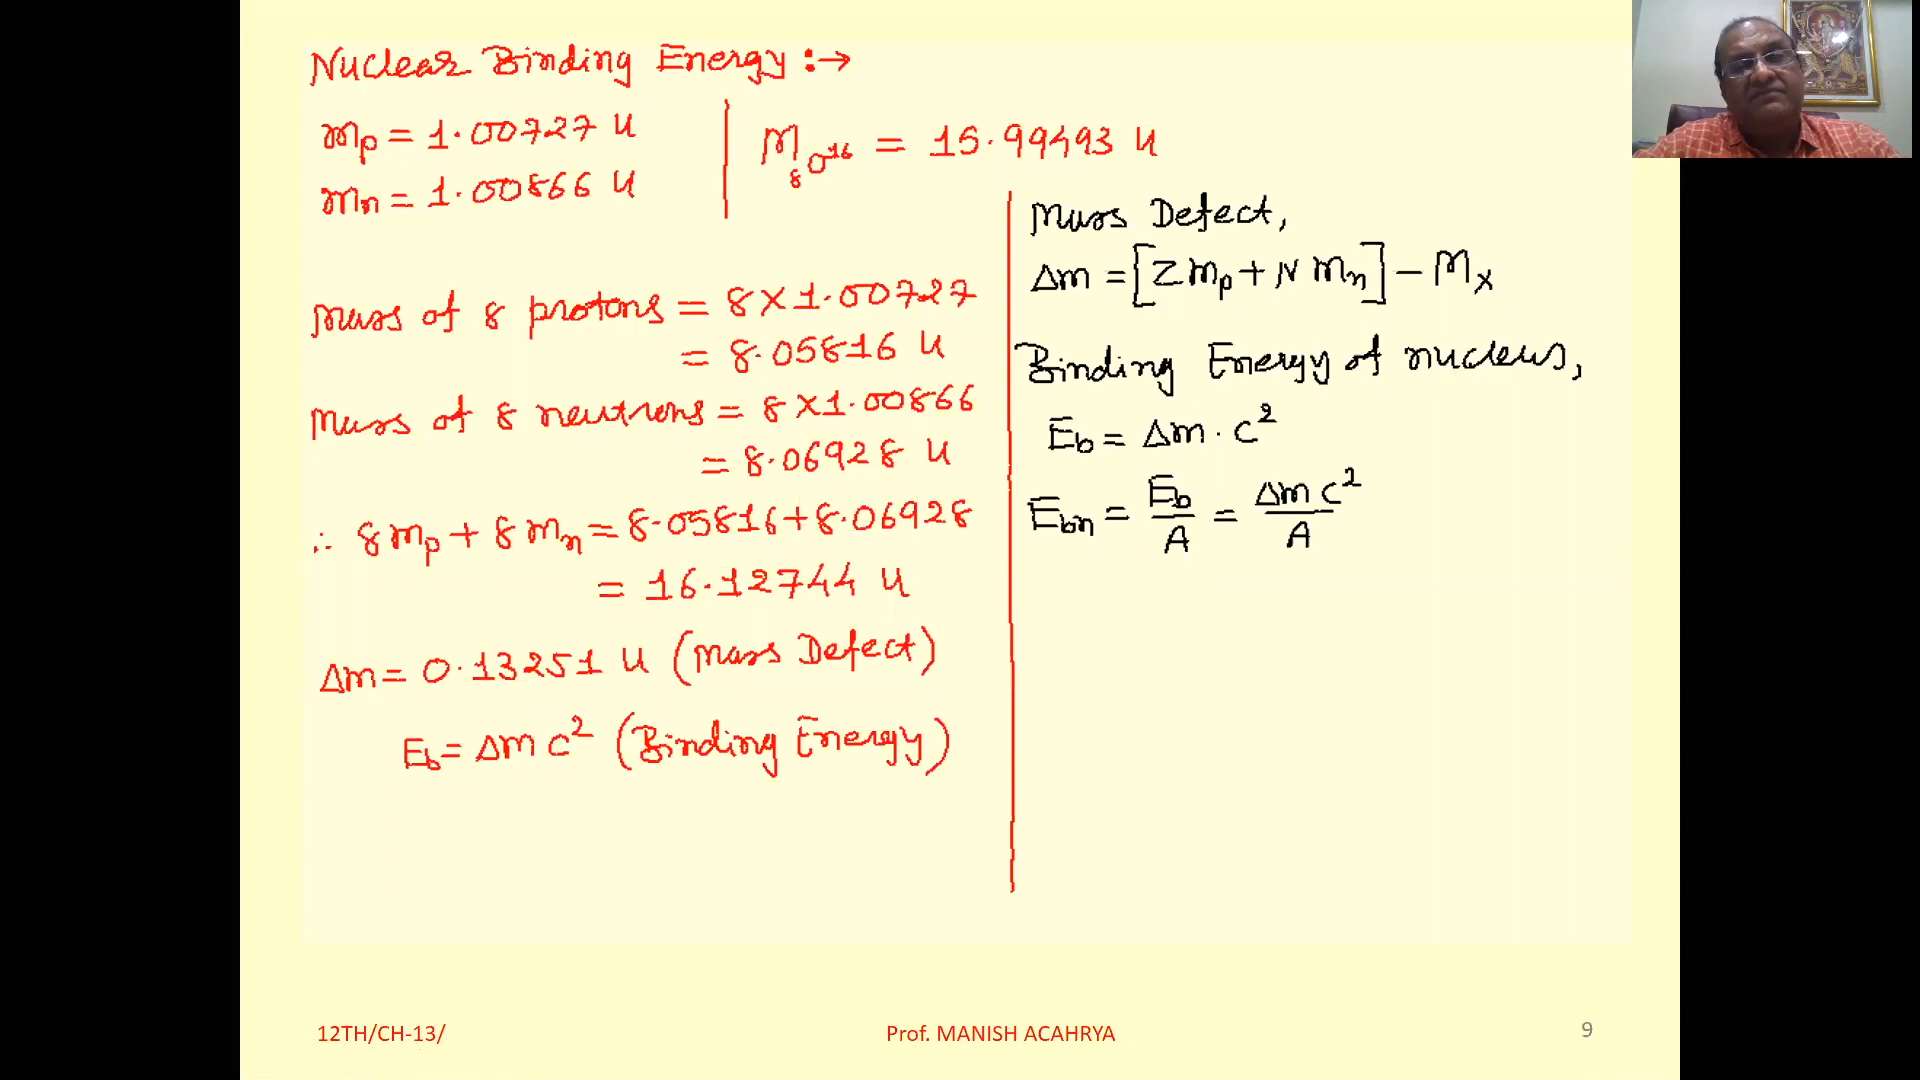 Nuclear Binding Energy :→
mp = 1.00727 u
mn = 1.00866 u
M₈O¹⁶ = 15.99493 u
Mass of 8 protons = 8×1.00727
= 8.05816 u
Mass of 8 neutrons = 8×1.00866
= 8.06928 u
∴ 8mp + 8mn = 8.05816+8.06928
= 16.12744 u
Δm = 0.13251 u (Mass Defect)
Eb = Δm c² (Binding Energy)
Mass Defect,
Δm = [Z mp + N mn] − Mx
Binding Energy of nucleus,
Eb = Δm · c²
Ebn = Eb/A = Δm c²/A
12TH/CH-13/
Prof. MANISH ACAHRYA
9